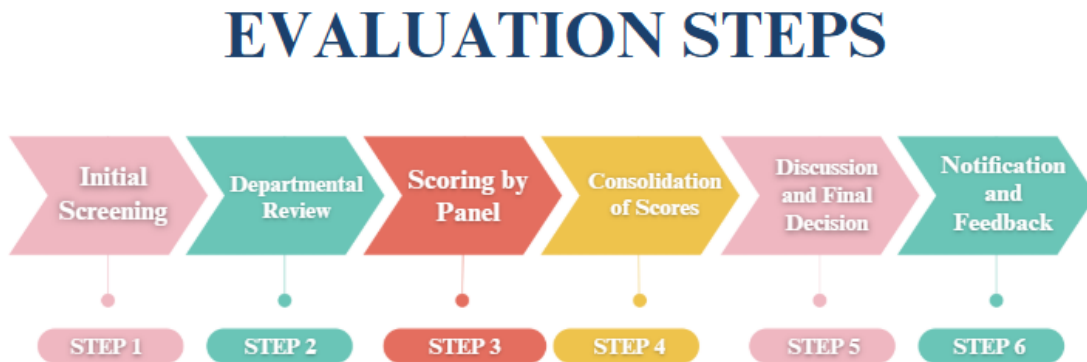 EVALUATION STEPS
Initial
Screening
Departmental
Review
Scoring by
Panel
Consolidation
of Scores
Discussion
and Final
Decision
Notification
and
Feedback
STEP 1
STEP 2
STEP 3
STEP 4
STEP 5
STEP 6